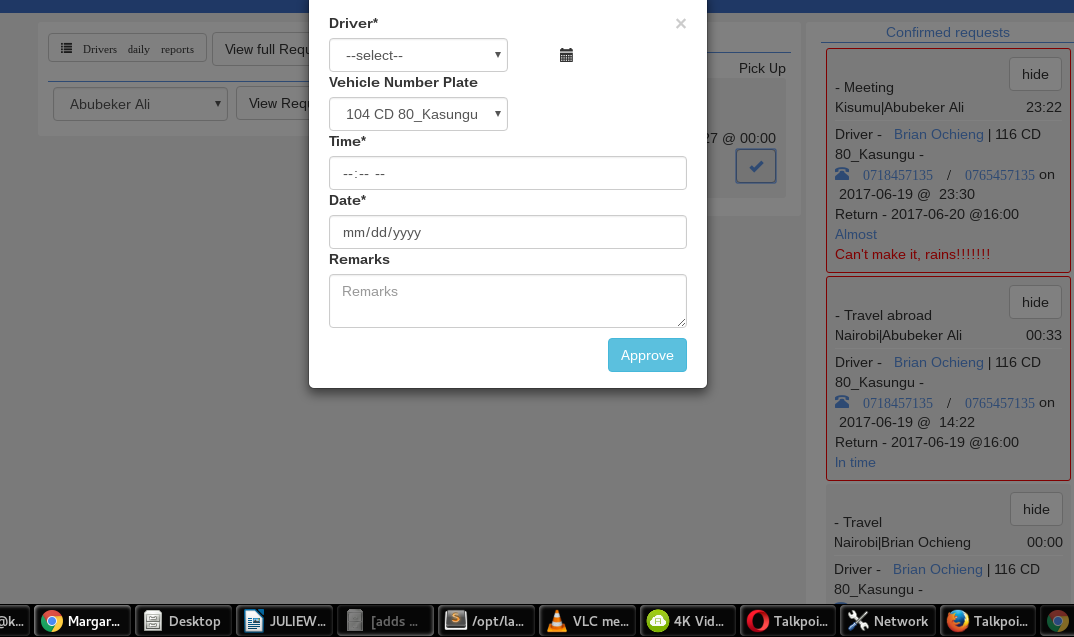 Drivers daily reports
View full Requ
Abubeker Ali
View Requ
Driver*
×
--select--
Vehicle Number Plate
104 CD 80_Kasungu
Time*
--:-- --
Date*
mm/dd/yyyy
Remarks
Remarks
Approve
Pick Up
27 @ 00:00
Confirmed requests
hide
- Meeting
Kisumu|Abubeker Ali 23:22
Driver - Brian Ochieng | 116 CD
80_Kasungu -
0718457135 / 0765457135 on
2017-06-19 @ 23:30
Return - 2017-06-20 @16:00
Almost
Can't make it, rains!!!!!!!
hide
- Travel abroad
Nairobi|Abubeker Ali 00:33
Driver - Brian Ochieng | 116 CD
80_Kasungu -
0718457135 / 0765457135 on
2017-06-19 @ 14:22
Return - 2017-06-19 @16:00
In time
hide
- Travel
Nairobi|Brian Ochieng 00:00
Driver - Brian Ochieng | 116 CD
80_Kasungu -
@k... Margar... Desktop JULIEW... [adds ... /opt/la... VLC me... 4K Vid... Talkpoi... Network Talkpoi...